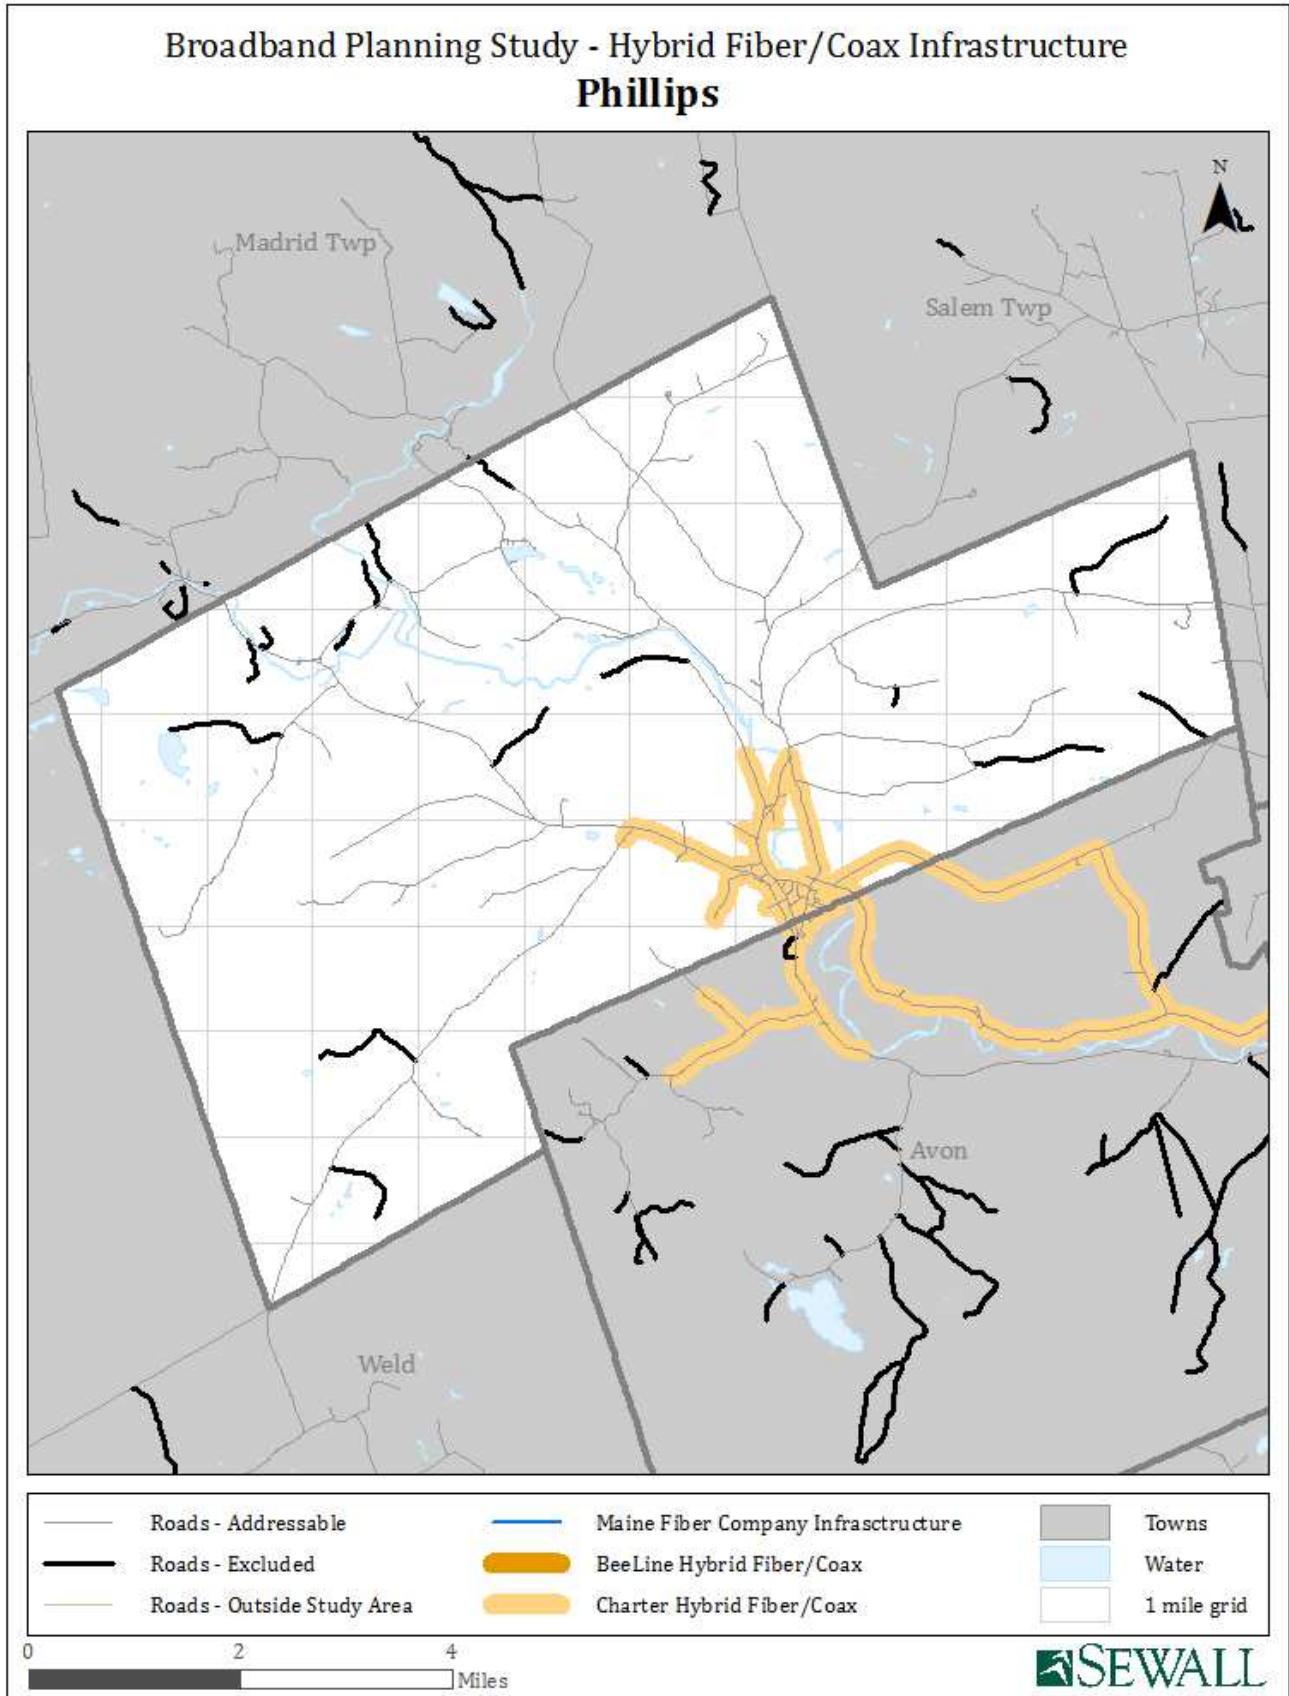 Broadband Planning Study - Hybrid Fiber/Coax Infrastructure
Phillips
N
Madrid Twp
Salem Twp
Avon
Weld
Roads - Addressable
Roads - Excluded
Roads - Outside Study Area
Maine Fiber Company Infrasctructure
BeeLine Hybrid Fiber/Coax
Charter Hybrid Fiber/Coax
Towns
Water
1 mile grid
0 2 4
Miles
SEWALL